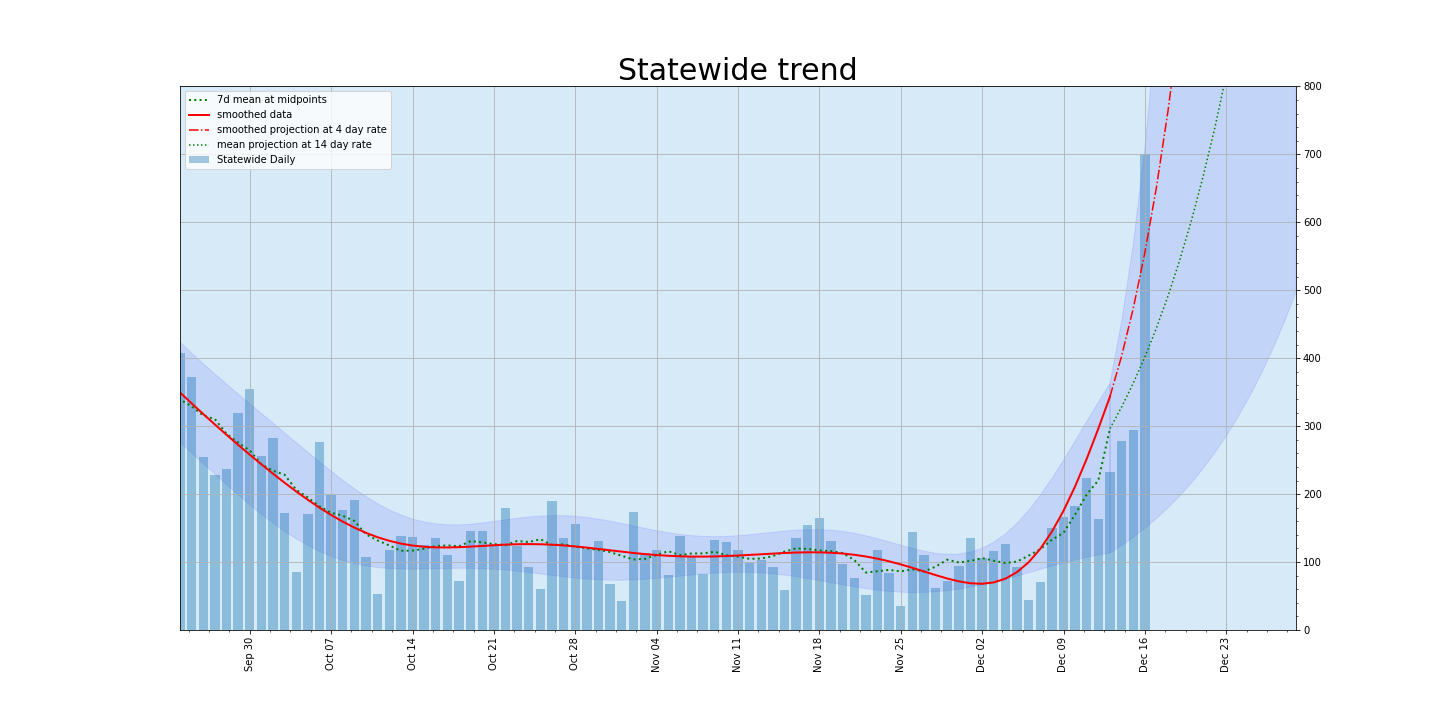 Statewide trend
7d mean at midpoints
smoothed data
smoothed projection at 4 day rate
mean projection at 14 day rate
Statewide Daily
800
700
600
500
400
300
200
100
0
Sep 30
Oct 07
Oct 14
Oct 21
Oct 28
Nov 04
Nov 11
Nov 18
Nov 25
Dec 02
Dec 09
Dec 16
Dec 23